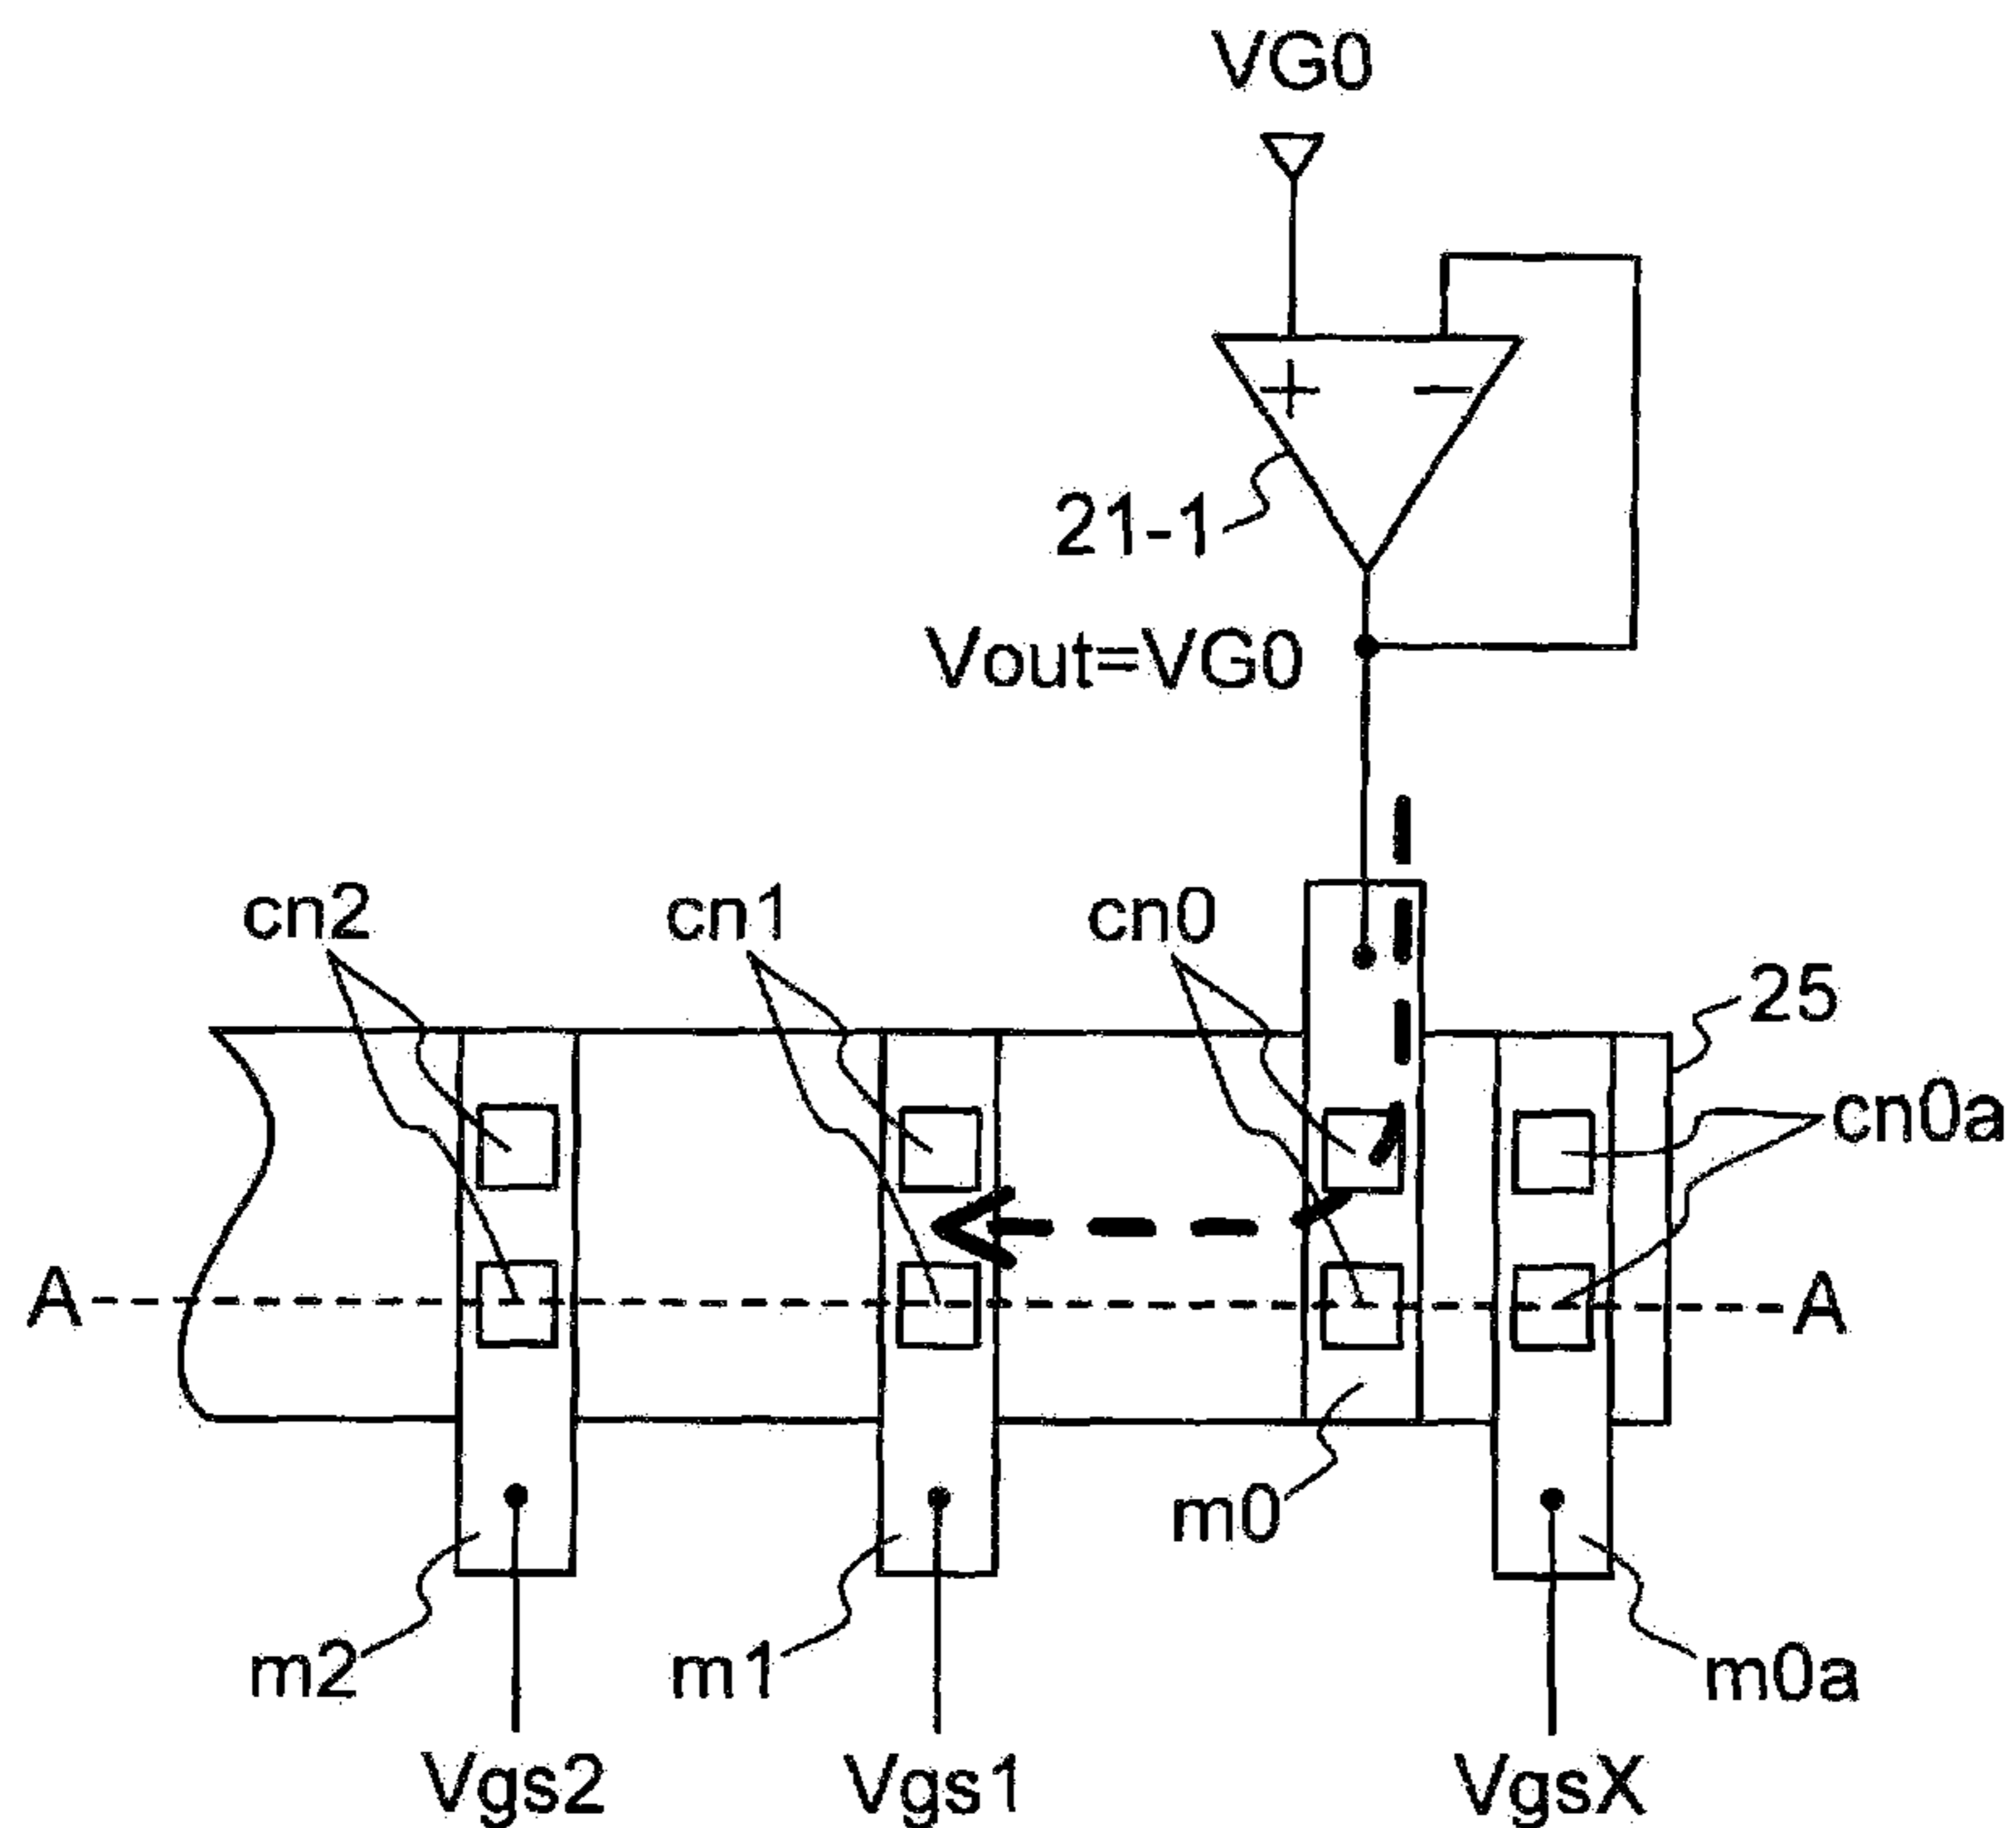 VG0
+ −
21-1
Vout=VG0
cn2 cn1 cn0
25
cn0a
A A
m0
m2 m1 m0a
Vgs2 Vgs1 VgsX